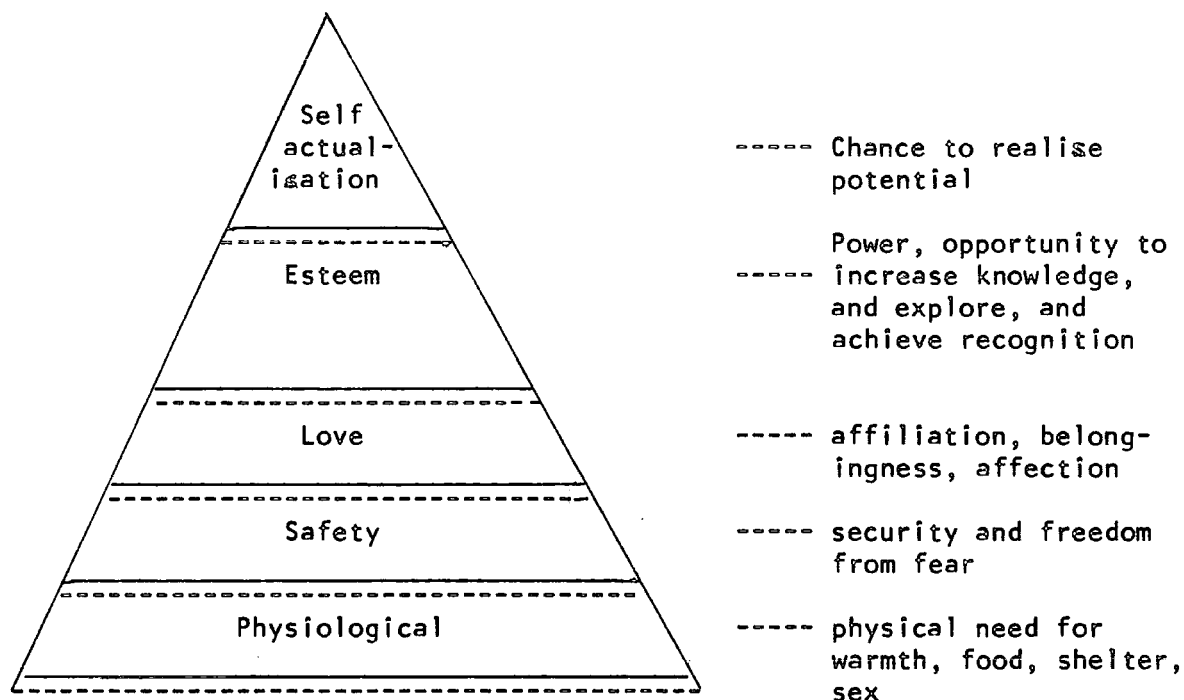 Self
actual-
isation
Chance to realise
potential
Esteem
Power, opportunity to
increase knowledge,
and explore, and
achieve recognition
Love
affiliation, belong-
ingness, affection
Safety
security and freedom
from fear
Physiological
physical need for
warmth, food, shelter,
sex